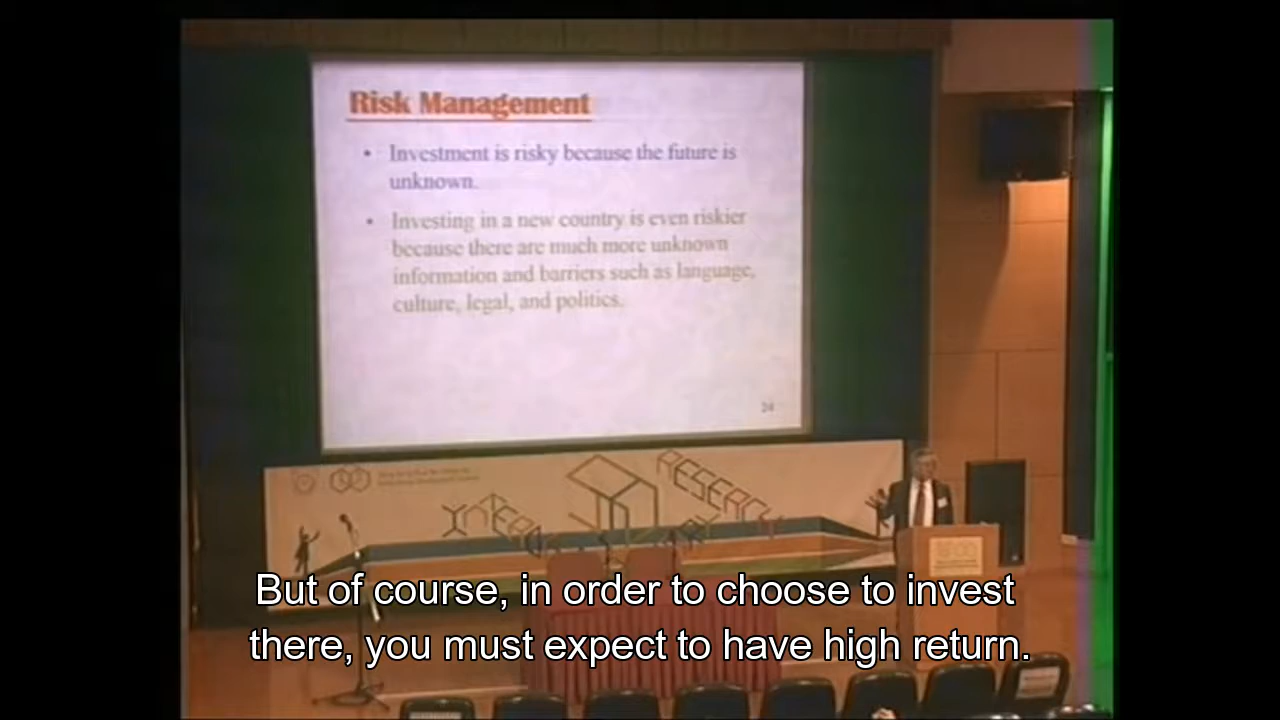 Risk Management
• Investment is risky because the future is
unknown.
• Investing in a new country is even riskier
because there are much more unknown
information and barriers such as language,
culture, legal, and politics.
24
But of course, in order to choose to invest
there, you must expect to have high return.